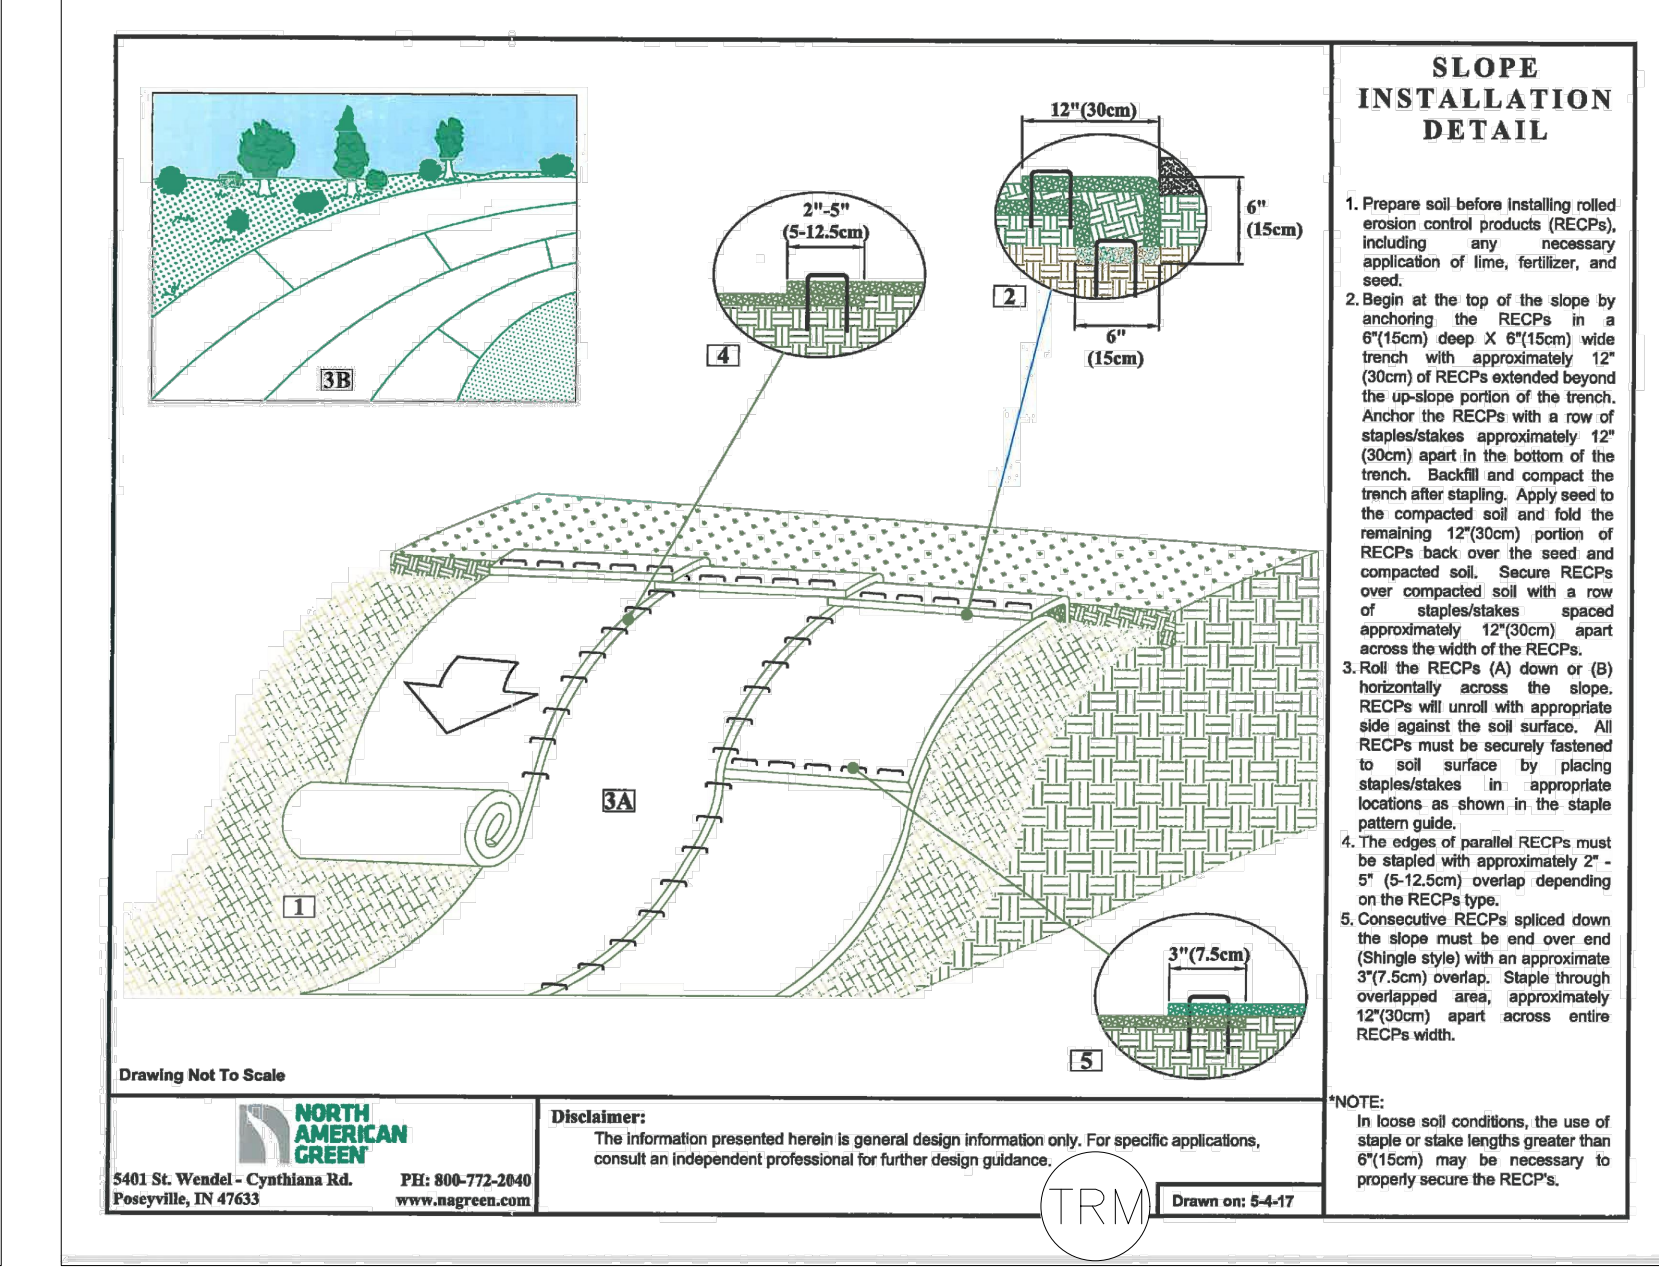 12"(30cm)
6"
(15cm)
2
6"
(15cm)
2"-5"
(5-12.5cm)
4
3B
3A
1
3"(7.5cm)
5
Drawing Not To Scale
SLOPE
INSTALLATION
DETAIL
1. Prepare soil before installing rolled
erosion control products (RECPs),
including any necessary
application of lime, fertilizer, and
seed.
2. Begin at the top of the slope by
anchoring the RECPs in a
6"(15cm) deep X 6"(15cm) wide
trench with approximately 12"
(30cm) of RECPs extended beyond
the up-slope portion of the trench.
Anchor the RECPs with a row of
staples/stakes approximately 12"
(30cm) apart in the bottom of the
trench. Backfill and compact the
trench after stapling. Apply seed to
the compacted soil and fold the
remaining 12"(30cm) portion of
RECPs back over the seed and
compacted soil. Secure RECPs
over compacted soil with a row
of staples/stakes spaced
approximately 12"(30cm) apart
across the width of the RECPs.
3. Roll the RECPs (A) down or (B)
horizontally across the slope.
RECPs will unroll with appropriate
side against the soil surface. All
RECPs must be securely fastened
to soil surface by placing
staples/stakes in appropriate
locations as shown in the staple
pattern guide.
4. The edges of parallel RECPs must
be stapled with approximately 2" -
5" (5-12.5cm) overlap depending
on the RECPs type.
5. Consecutive RECPs spliced down
the slope must be end over end
(Shingle style) with an approximate
3"(7.5cm) overlap. Staple through
overlapped area, approximately
12"(30cm) apart across entire
RECPs width.
*NOTE:
In loose soil conditions, the use of
staple or stake lengths greater than
6"(15cm) may be necessary to
properly secure the RECP's.
NORTH
AMERICAN
GREEN
5401 St. Wendel - Cynthiana Rd.
Poseyville, IN 47633
PH: 800-772-2040
www.nagreen.com
Disclaimer:
The information presented herein is general design information only. For specific applications,
consult an independent professional for further design guidance.
TRM
Drawn on: 5-4-17